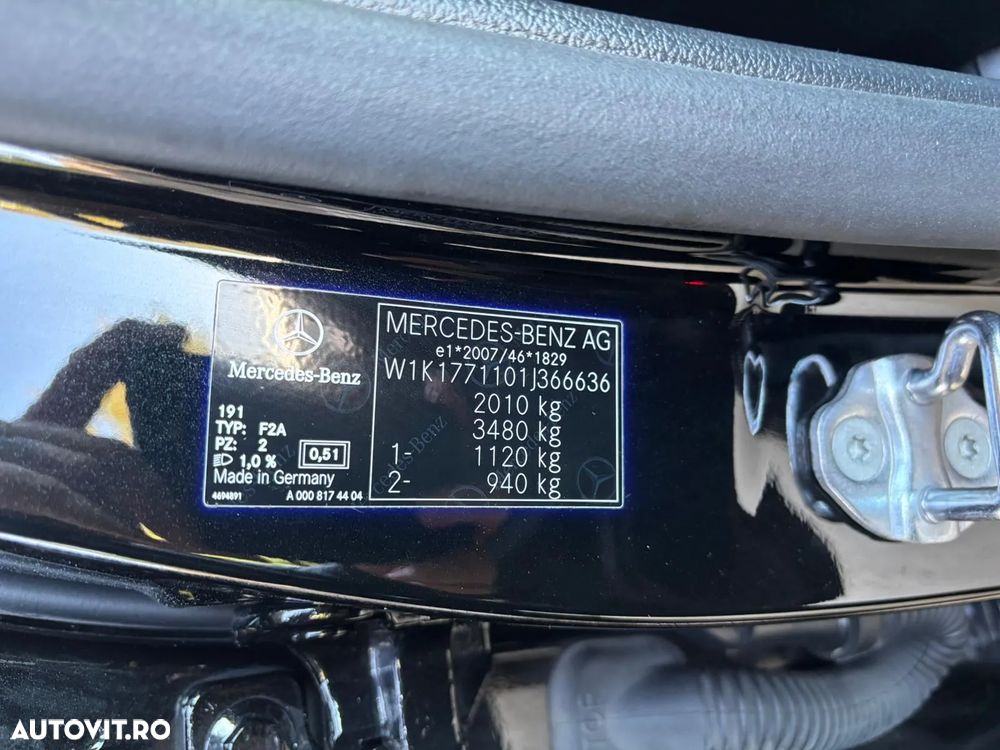 Mercedes-Benz
191
TYP: F2A
PZ: 2
1,0 %
0,51
Made in Germany
4694891 A 000 817 44 04
MERCEDES-BENZ AG
e1*2007/46*1829
W1K1771101J366636
2010 kg
3480 kg
1- 1120 kg
2- 940 kg
AUTOVIT.RO